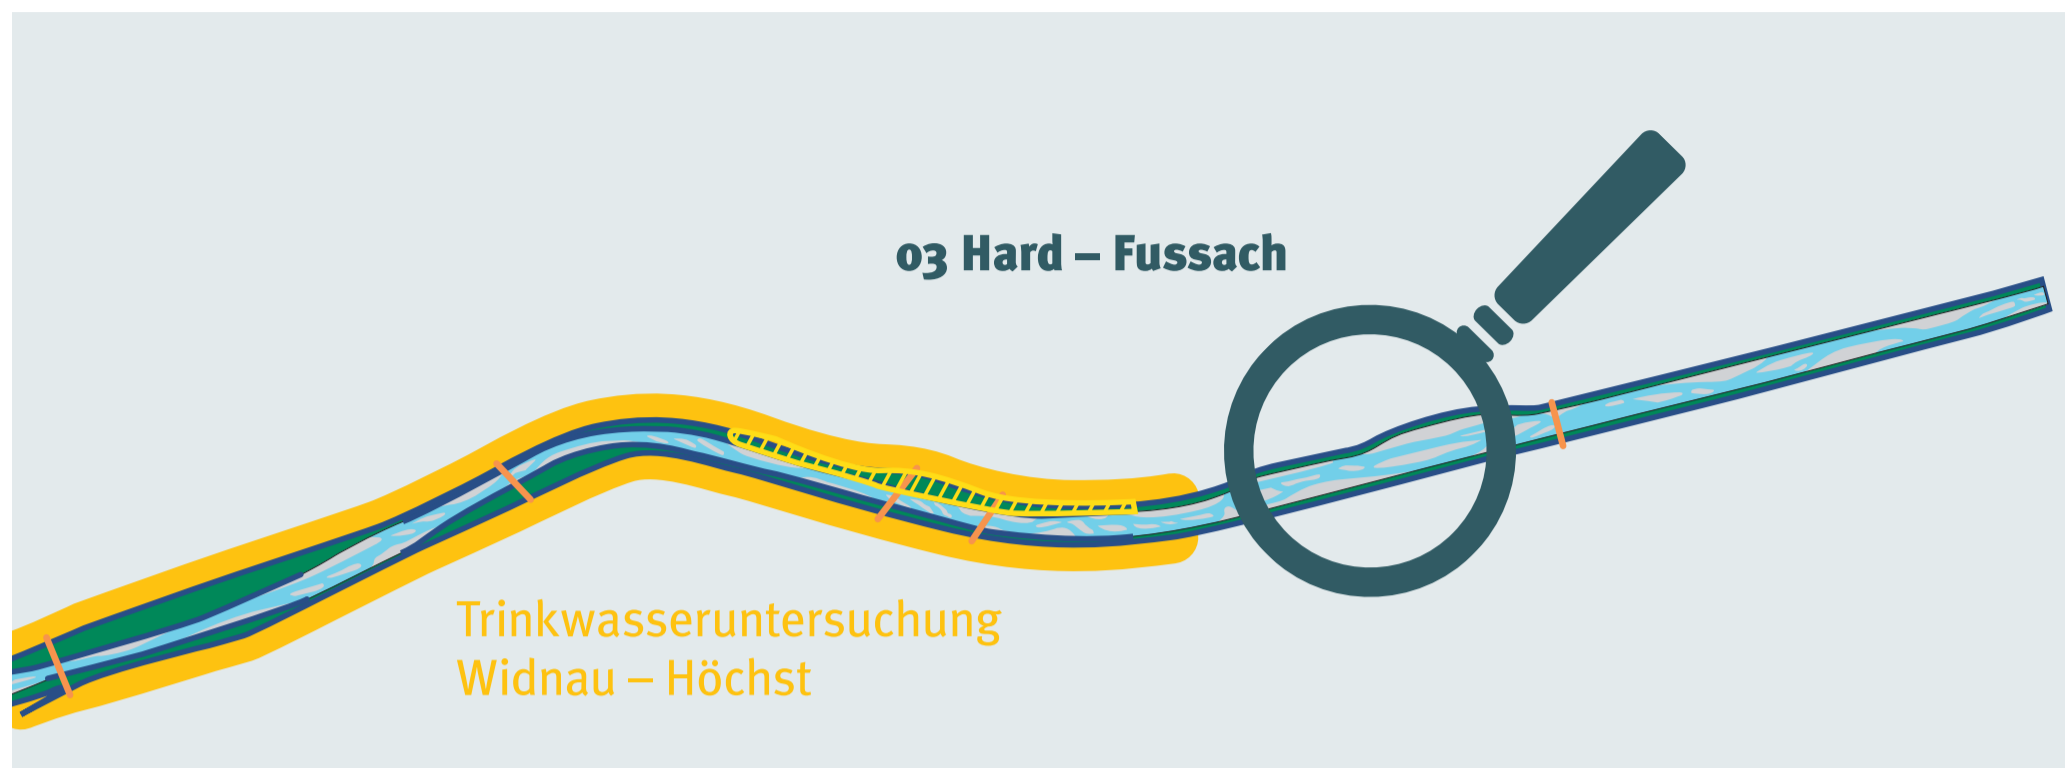 03 Hard – Fussach
Trinkwasseruntersuchung
Widnau – Höchst